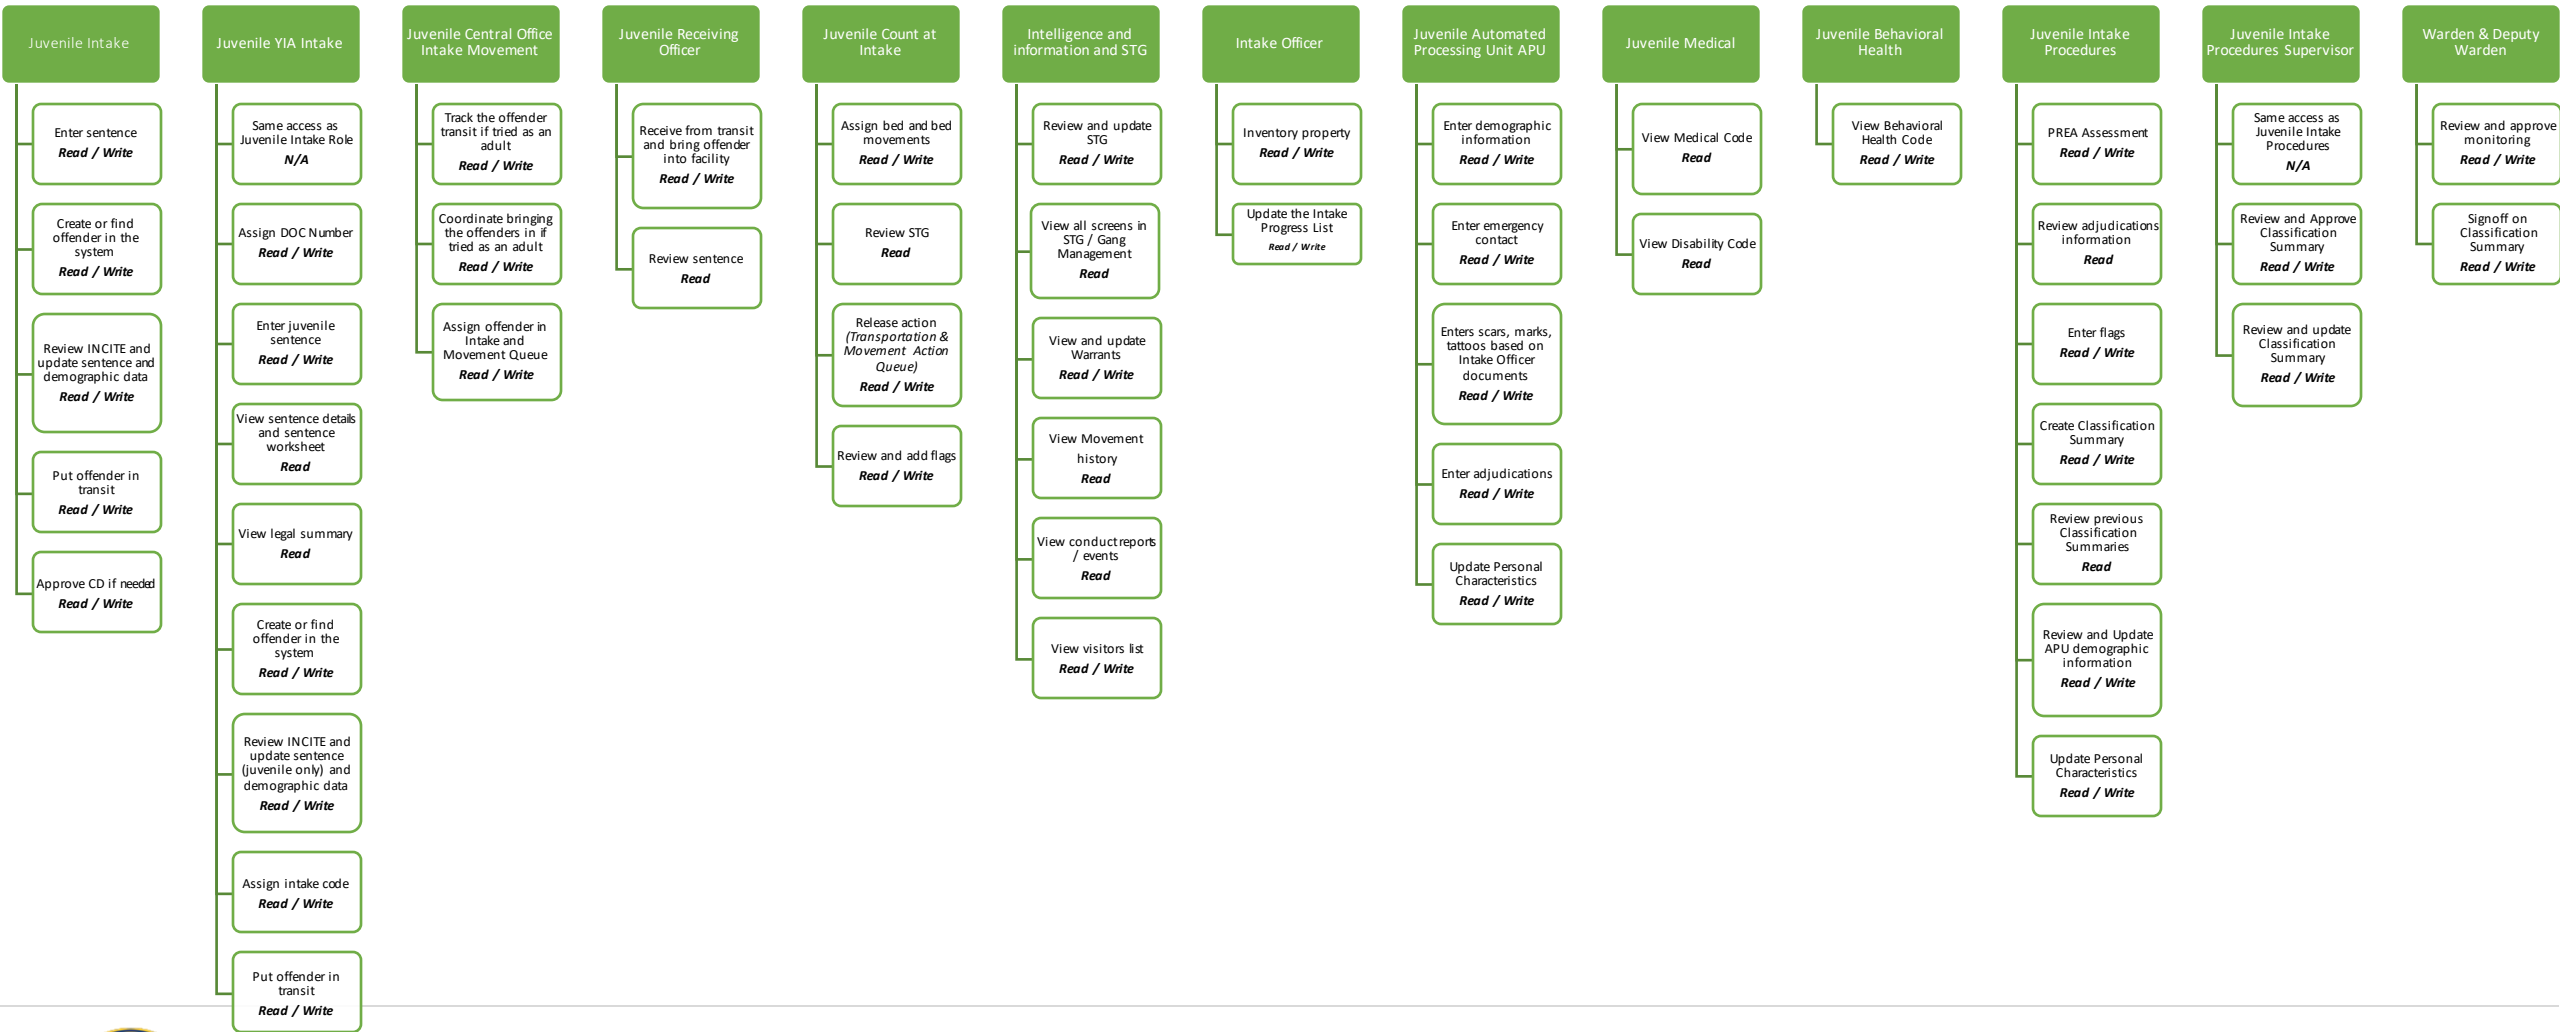 Juvenile Intake
Enter sentence
Read / Write
Create or find
offender in the
system
Read / Write
Review INCITE and
update sentence and
demographic data
Read / Write
Put offender in
transit
Read / Write
Approve CD if needed
Read / Write
Juvenile YIA Intake
Same access as
Juvenile Intake Role
N/A
Assign DOC Number
Read / Write
Enter juvenile
sentence
Read / Write
View sentence details
and sentence
worksheet
Read
View legal summary
Read
Create or find
offender in the
system
Read / Write
Review INCITE and
update sentence
(juvenile only) and
demographic data
Read / Write
Assign intake code
Read / Write
Put offender in
transit
Read / Write
Juvenile Central Office
Intake Movement
Track the offender
transit if tried as an
adult
Read / Write
Coordinate bringing
the offenders in if
tried as an adult
Read / Write
Assign offender in
Intake and
Movement Queue
Read / Write
Juvenile Receiving
Officer
Receive from transit
and bring offender
into facility
Read / Write
Review sentence
Read
Juvenile Count at
Intake
Assign bed and bed
movements
Read / Write
Review STG
Read
Release action
(Transportation &
Movement Action
Queue)
Read / Write
Review and add flags
Read / Write
Intelligence and
information and STG
Review and update
STG
Read / Write
View all screens in
STG / Gang
Management
Read
View and update
Warrants
Read / Write
View Movement
history
Read
View conduct reports
/ events
Read
View visitors list
Read / Write
Intake Officer
Inventory property
Read / Write
Update the Intake
Progress List
Read / Write
Juvenile Automated
Processing Unit APU
Enter demographic
information
Read / Write
Enter emergency
contact
Read / Write
Enters scars, marks,
tattoos based on
Intake Officer
documents
Read / Write
Enter adjudications
Read / Write
Update Personal
Characteristics
Read / Write
Juvenile Medical
View Medical Code
Read
View Disability Code
Read
Juvenile Behavioral
Health
View Behavioral
Health Code
Read / Write
Juvenile Intake
Procedures
PREA Assessment
Read / Write
Review adjudications
information
Read
Enter flags
Read / Write
Create Classification
Summary
Read / Write
Review previous
Classification
Summaries
Read
Review and Update
APU demographic
information
Read / Write
Update Personal
Characteristics
Read / Write
Juvenile Intake
Procedures Supervisor
Same access as
Juvenile Intake
Procedures
N/A
Review and Approve
Classification
Summary
Read / Write
Review and update
Classification
Summary
Read / Write
Warden & Deputy
Warden
Review and approve
monitoring
Read / Write
Signoff on
Classification
Summary
Read / Write